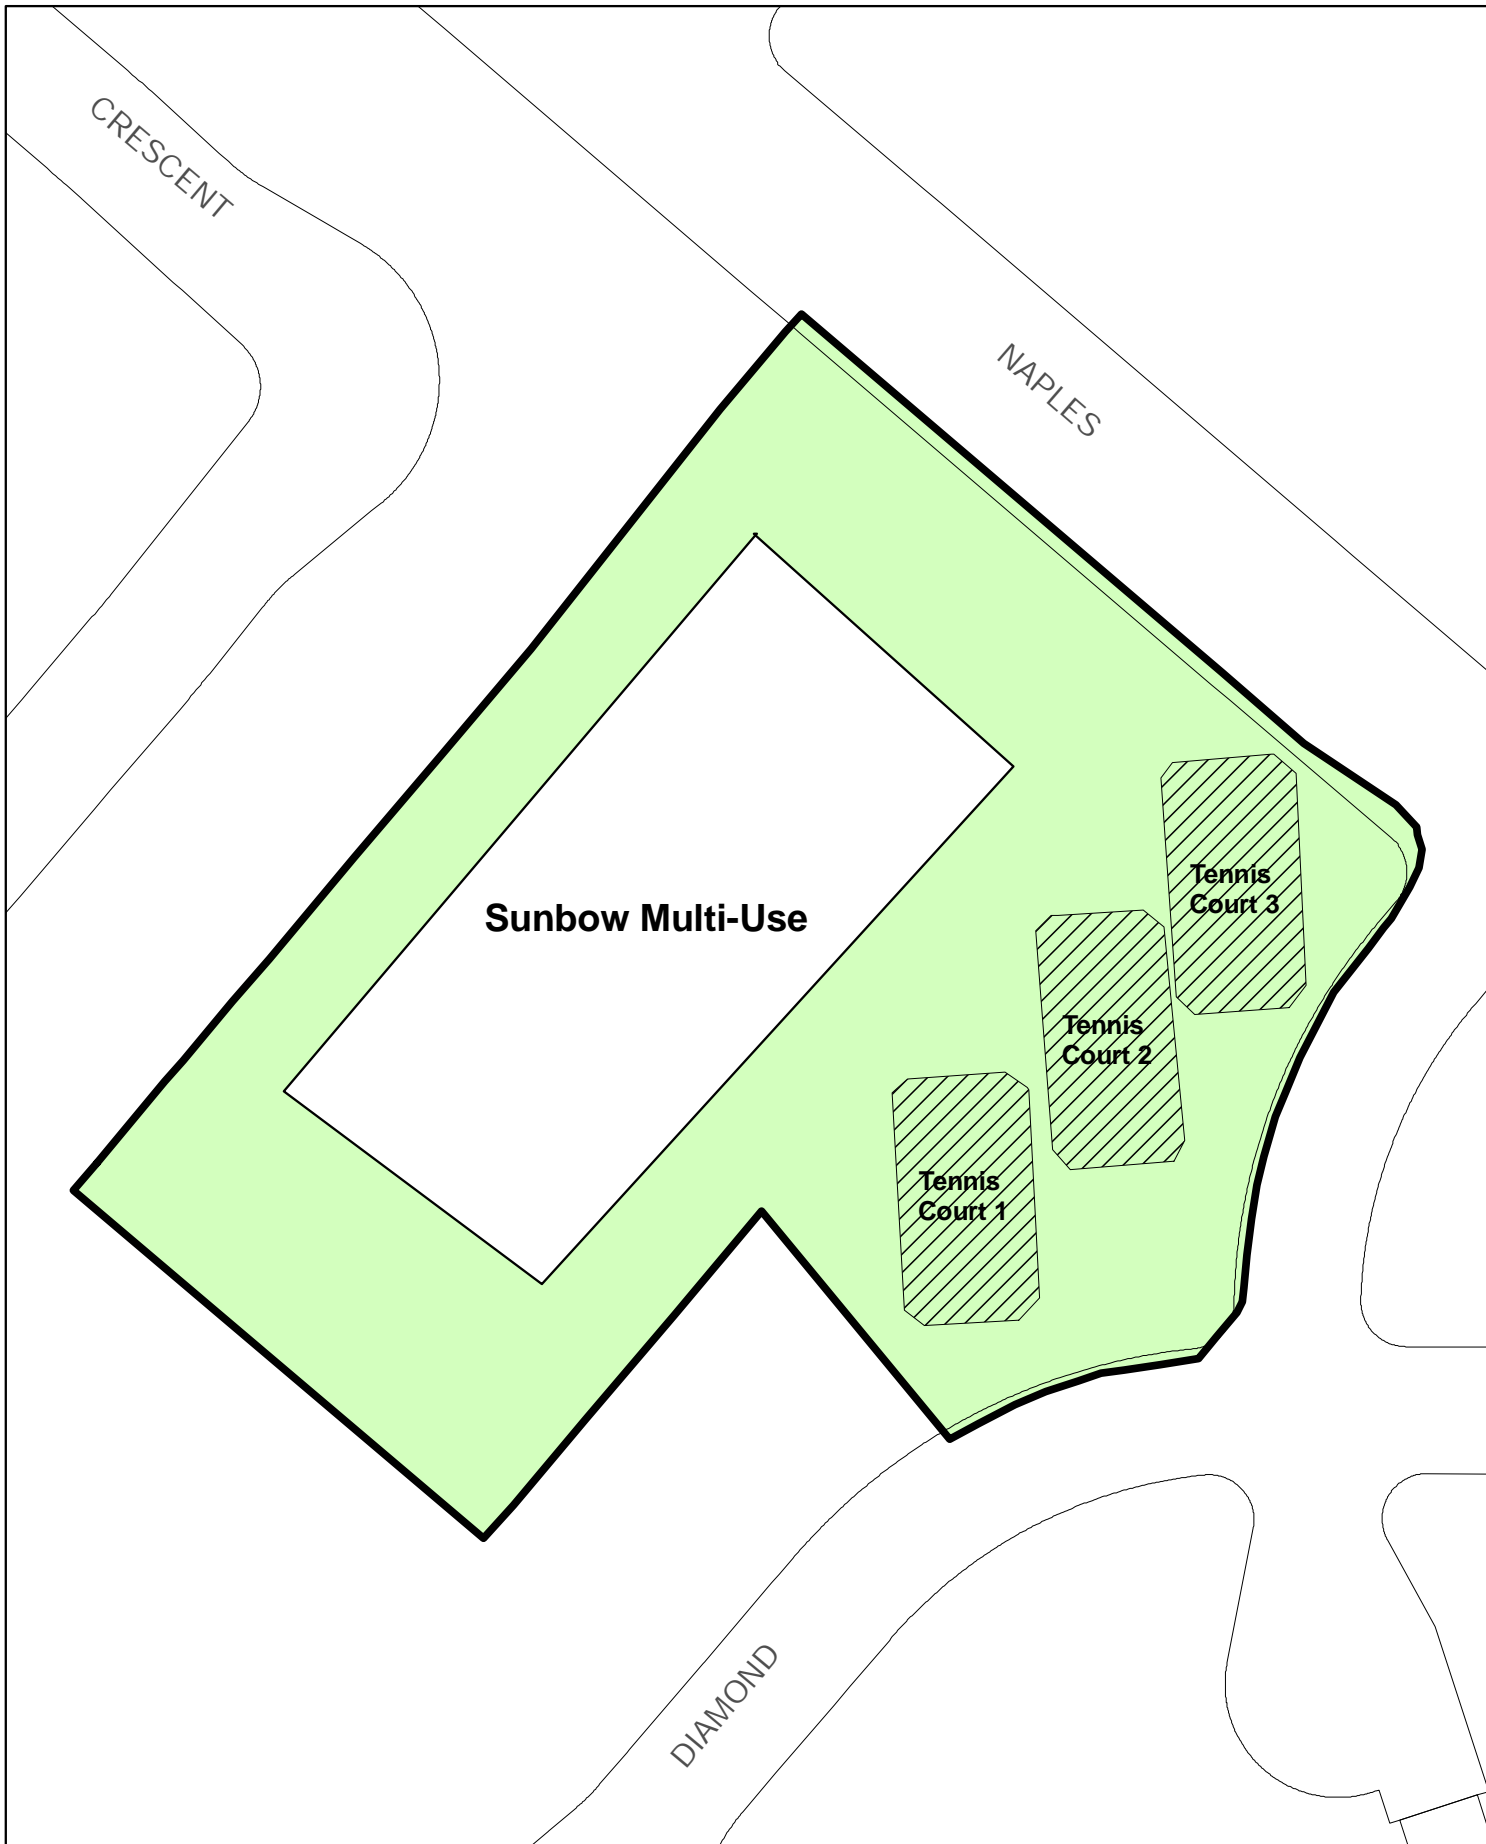 CRESCENT
NAPLES
Tennis
Court 3
Sunbow Multi-Use
Tennis
Court 2
Tennis
Court 1
DIAMOND